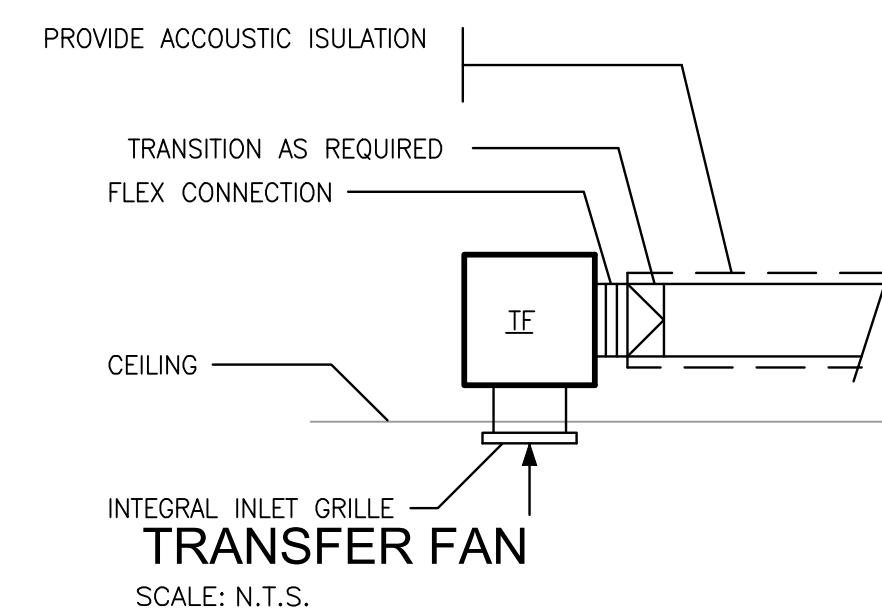 PROVIDE ACCOUSTIC ISULATION
TRANSITION AS REQUIRED
FLEX CONNECTION
TF
CEILING
INTEGRAL INLET GRILLE
TRANSFER FAN
SCALE: N.T.S.